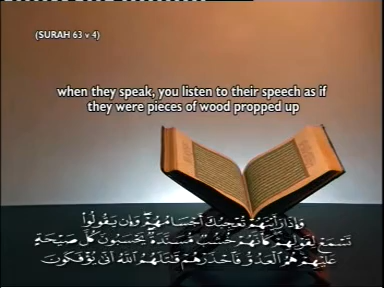 (SURAH 63 v 4)
when they speak, you listen to their speech as if
they were pieces of wood propped up
وَإِذَا رَأَيْتَهُمْ تُعْجِبُكَ أَجْسَامُهُمْ وَإِن يَقُولُوا۟
تَسْمَعْ لِقَوْلِهِمْ كَأَنَّهُمْ خُشُبٌ مُّسَنَّدَةٌ يَحْسَبُونَ كُلَّ صَيْحَةٍ
عَلَيْهِمْ هُمُ الْعَدُوُّ فَاحْذَرْهُمْ قَاتَلَهُمُ اللَّهُ أَنَّىٰ يُؤْفَكُونَ